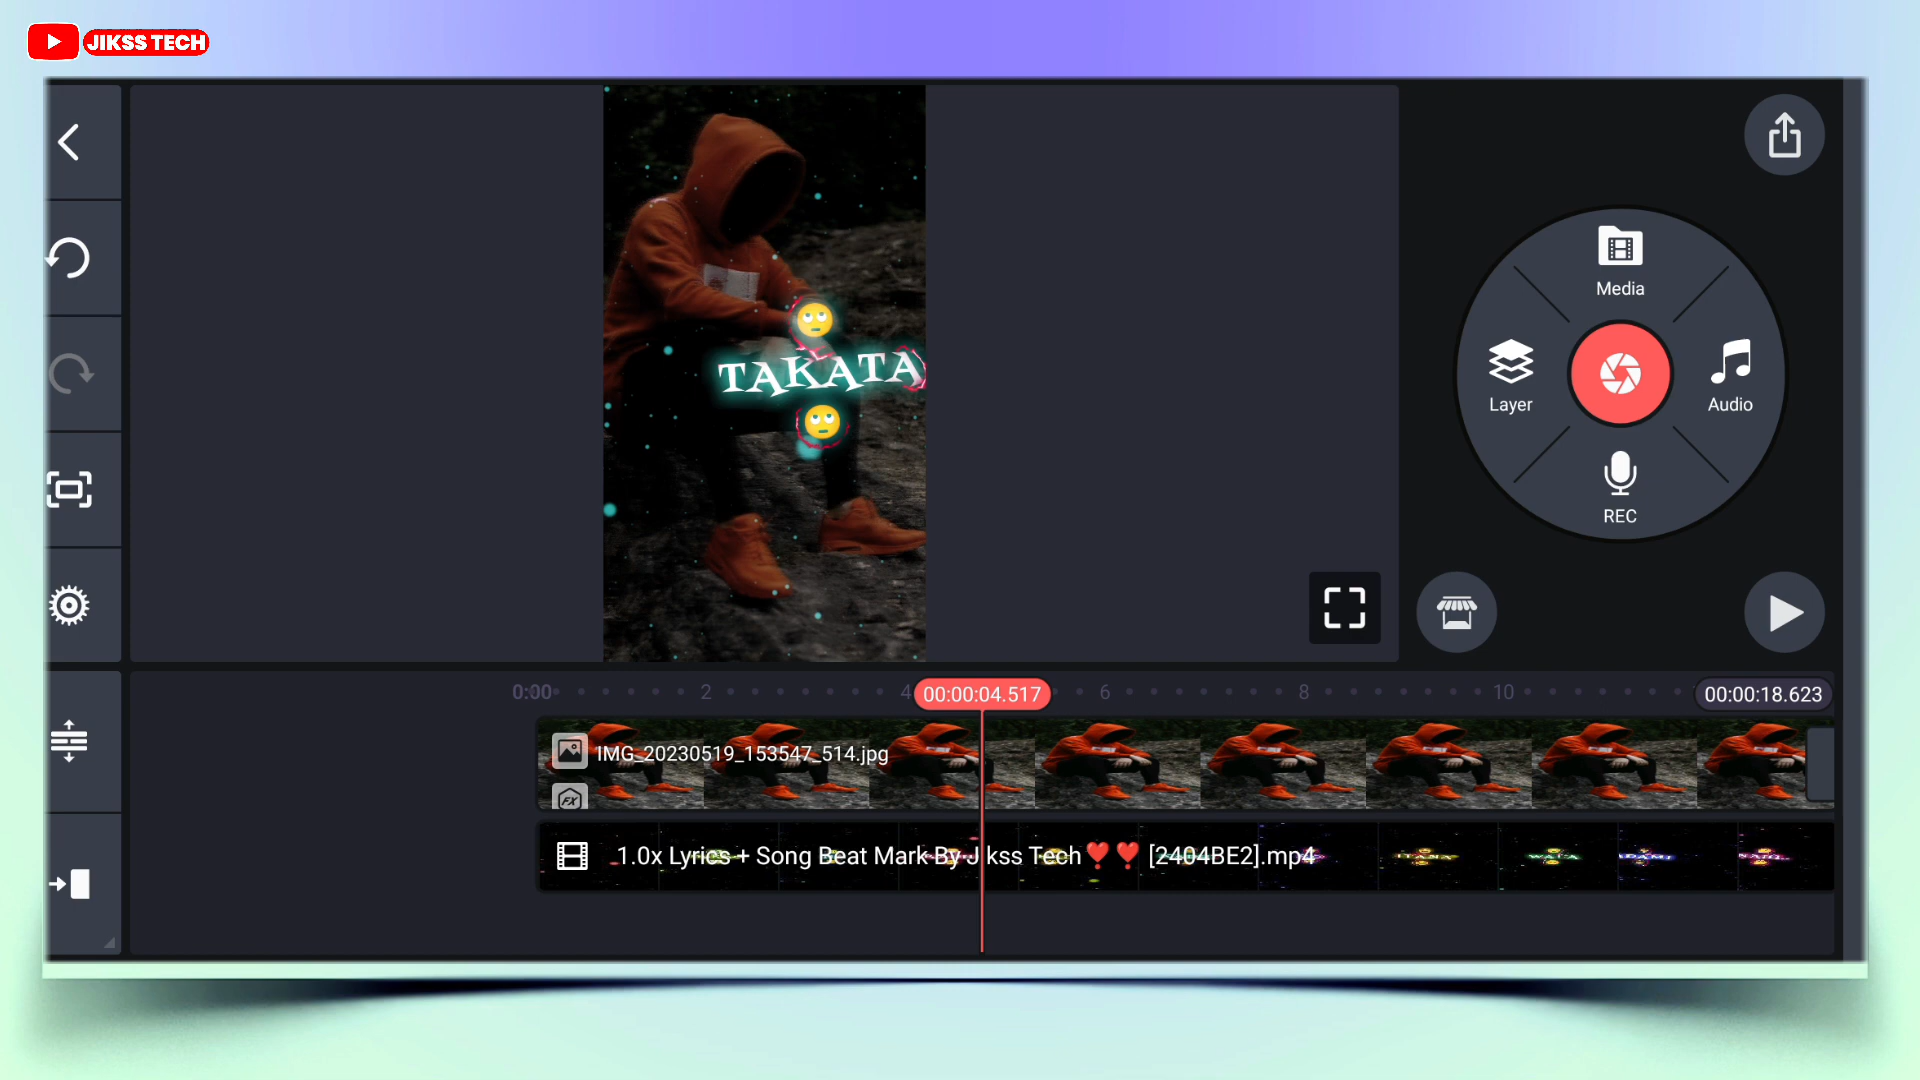 JIKSS TECH
TAKATA
Media
Layer
Audio
REC
0:00
2
4
00:00:04.517
6
8
10
00:00:18.623
IMG_20230519_153547_514.jpg
FX
1.0x Lyrics + Song Beat Mark By Jikss Tech❣️❣️ [2404BE2].mp4